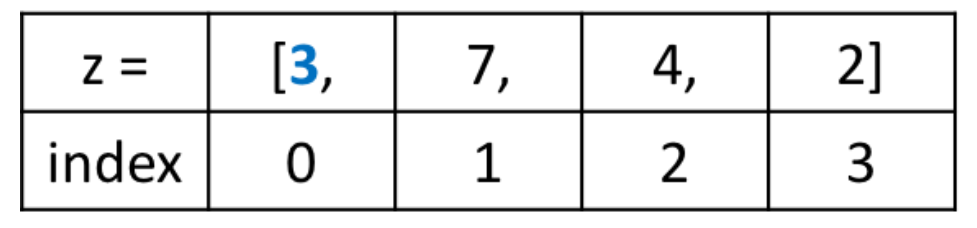 z = [3, 7, 4, 2]
index 0 1 2 3